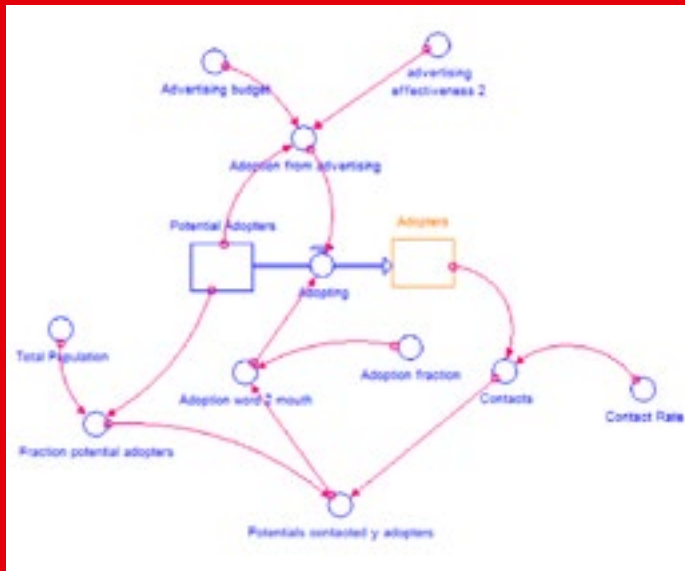 Advertising budget
advertising
effectiveness 2
Adoption from advertising
Potential Adopters
Adopters
Adopting
Total Population
Adoption word 2 mouth
Adoption fraction
Contacts
Contact Rate
Fraction potential adopters
Potentials contacted y adopters